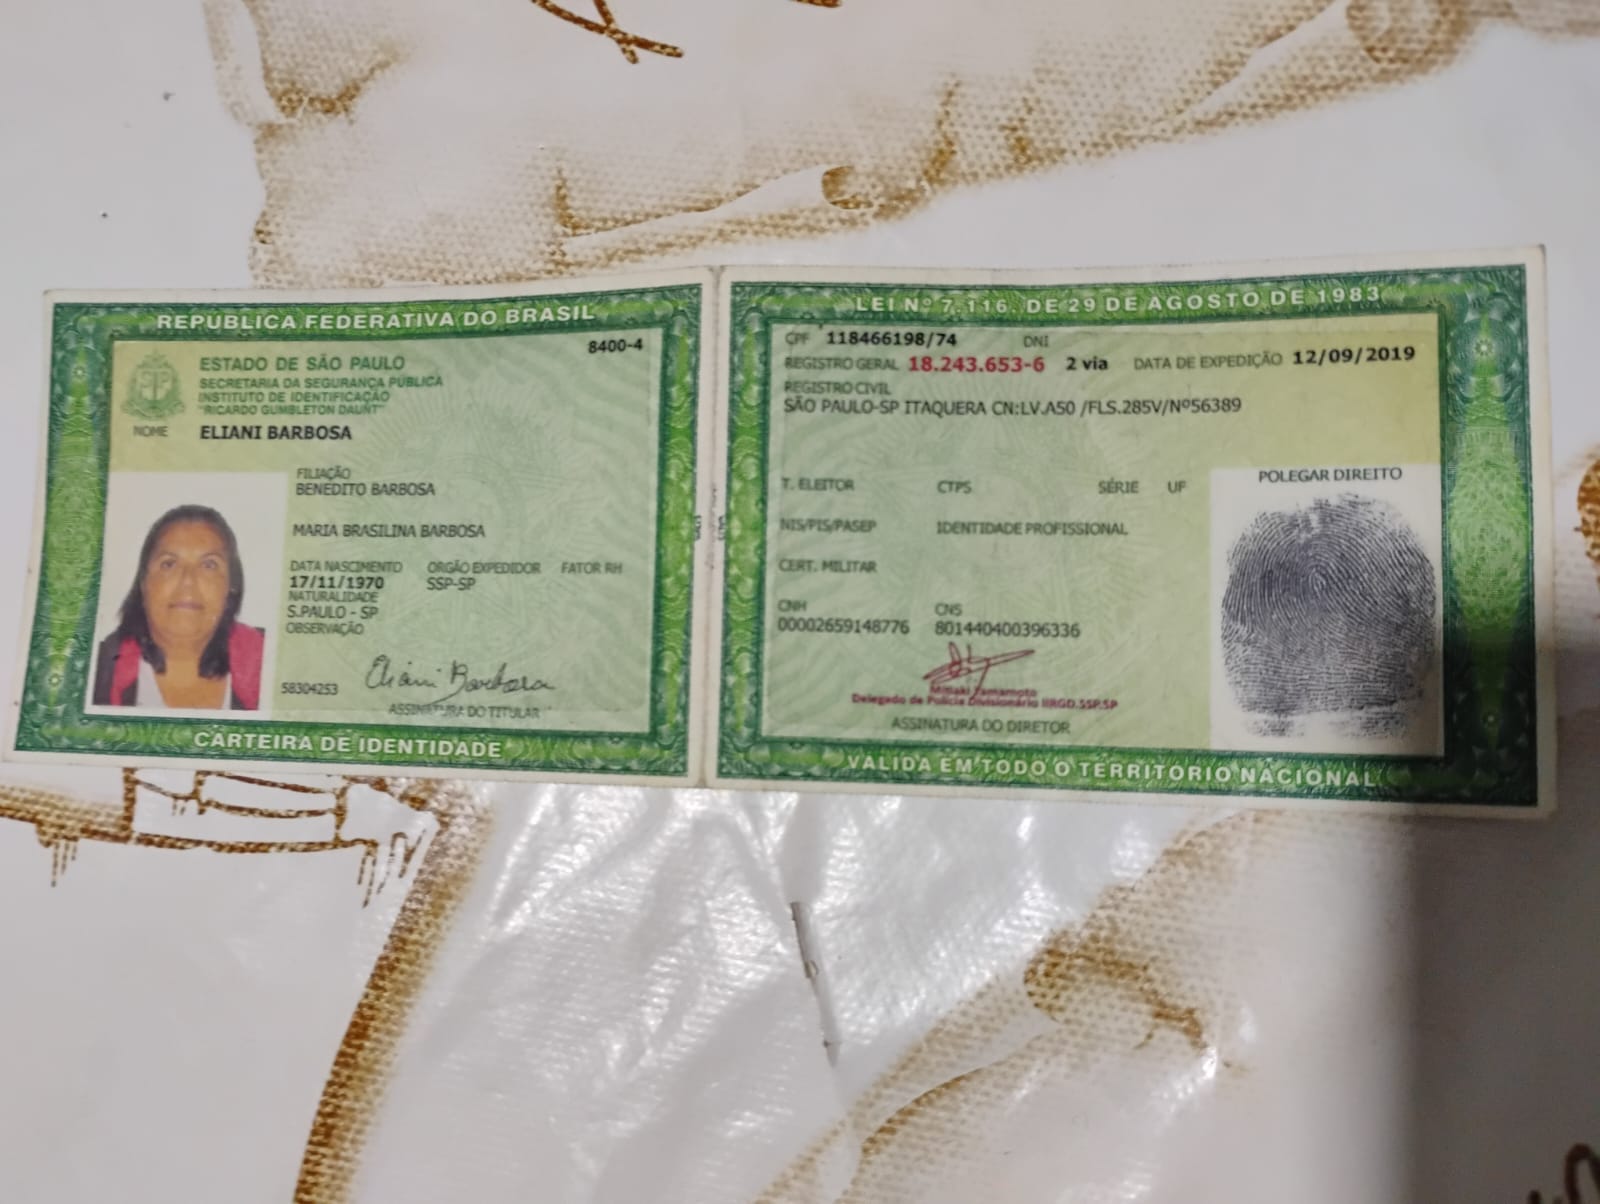 REPUBLICA FEDERATIVA DO BRASIL
8400-4
ESTADO DE SÃO PAULO
SECRETARIA DA SEGURANÇA PÚBLICA
INSTITUTO DE IDENTIFICAÇÃO
"RICARDO GUMBLETON DAUNT"
NOME ELIANI BARBOSA
FILIAÇÃO
BENEDITO BARBOSA
MARIA BRASILINA BARBOSA
DATA NASCIMENTO ORGÃO EXPEDIDOR FATOR RH
17/11/1970 SSP-SP
NATURALIDADE
S.PAULO - SP
OBSERVAÇÃO
Eliani Barbosa
58304253
ASSINATURA DO TITULAR
CARTEIRA DE IDENTIDADE
LEI Nº 7.116, DE 29 DE AGOSTO DE 1983
CPF 118466198/74 DNI
REGISTRO GERAL 18.243.653-6 2 via DATA DE EXPEDIÇÃO 12/09/2019
REGISTRO CIVIL
SÃO PAULO-SP ITAQUERA CN:LV.A50 /FLS.285V/Nº56389
POLEGAR DIREITO
T. ELEITOR CTPS SÉRIE UF
NIS/PIS/PASEP IDENTIDADE PROFISSIONAL
CERT. MILITAR
CNH CNS
00002659148776 801440400396336
Mitiaki Yamamoto
Delegado de Polícia Divisionário IIRGD.SSP.SP
ASSINATURA DO DIRETOR
VALIDA EM TODO O TERRITORIO NACIONAL